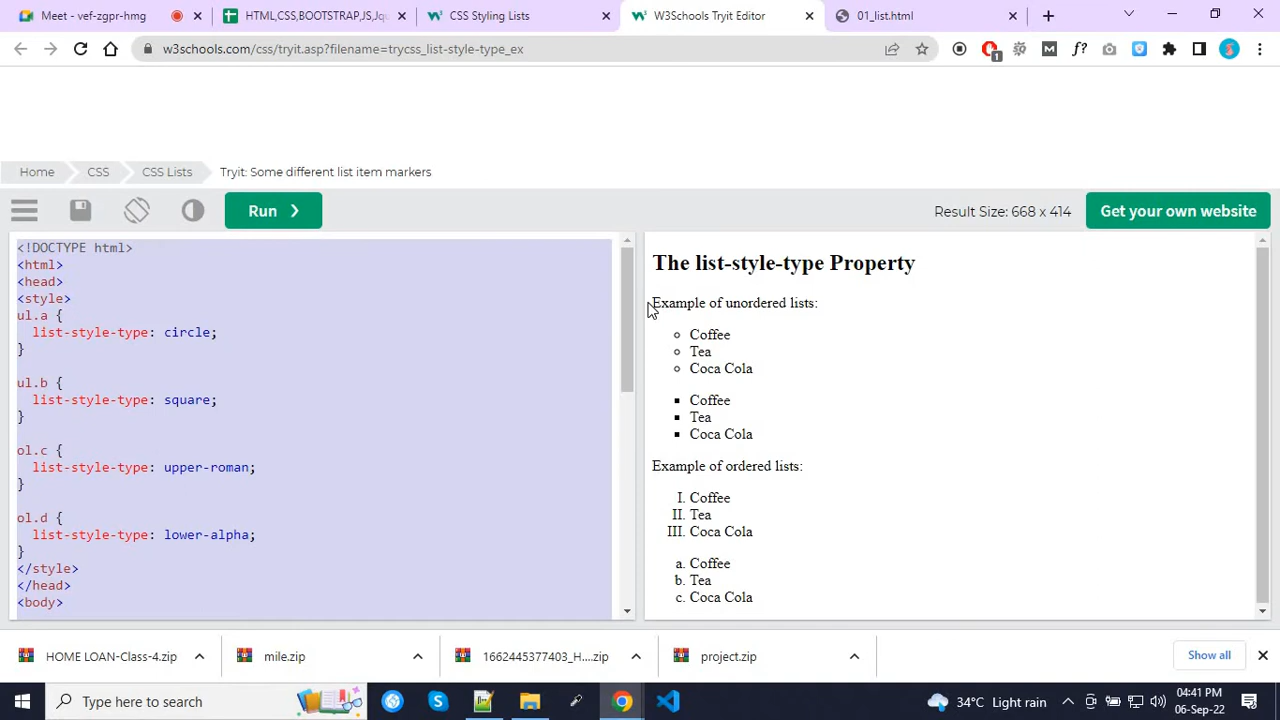 Meet - vef-zgpr-hmg
HTML,CSS,BOOTSTRAP,JS,Jqu
CSS Styling Lists
W3Schools Tryit Editor
01_list.html
w3schools.com/css/tryit.asp?filename=trycss_list-style-type_ex
1
M
f?
Home
CSS
CSS Lists
Tryit: Some different list item markers
Run ❯
Result Size: 668 x 414
Get your own website
<!DOCTYPE html>
<html>
<head>
<style>
ul.a {
list-style-type: circle;
}
ul.b {
list-style-type: square;
}
ol.c {
list-style-type: upper-roman;
}
ol.d {
list-style-type: lower-alpha;
}
</style>
</head>
<body>
The list-style-type Property
Example of unordered lists:
Coffee
Tea
Coca Cola
Coffee
Tea
Coca Cola
Example of ordered lists:
I. Coffee
II. Tea
III. Coca Cola
a. Coffee
b. Tea
c. Coca Cola
HOME LOAN-Class-4.zip
mile.zip
1662445377403_H....zip
project.zip
Show all
Type here to search
34°C Light rain
04:41 PM
06-Sep-22